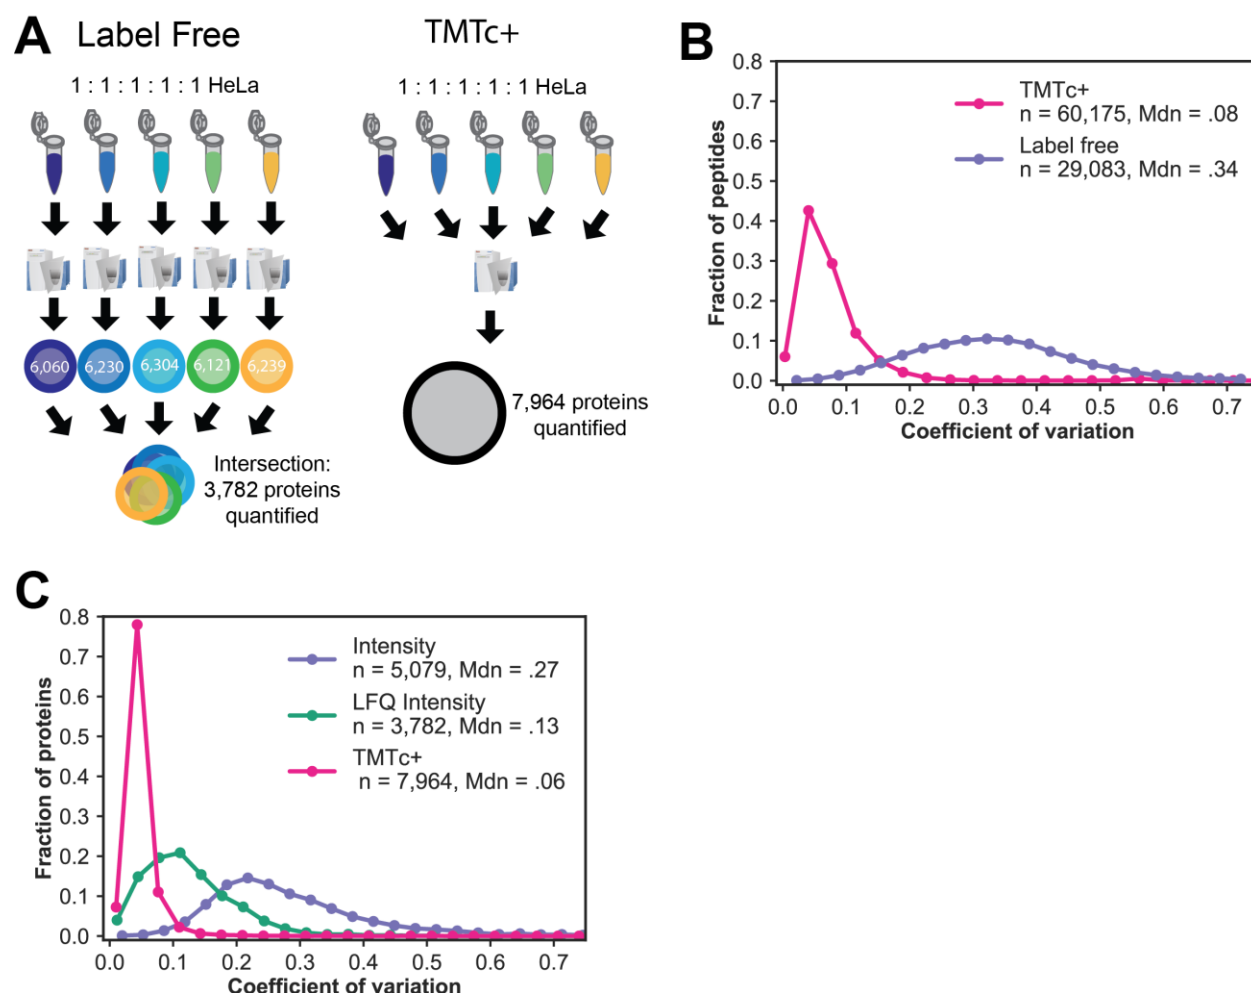 A
Label Free
TMTc+
1 : 1 : 1 : 1 : 1 HeLa
1 : 1 : 1 : 1 : 1 HeLa
6,060
6,230
6,304
6,121
6,239
Intersection:
3,782 proteins
quantified
7,964 proteins
quantified
B
0.8
0.7
0.6
0.5
0.4
0.3
0.2
0.1
0.0
Fraction of peptides
TMTc+
n = 60,175, Mdn = .08
Label free
n = 29,083, Mdn = .34
0.0 0.1 0.2 0.3 0.4 0.5 0.6 0.7
Coefficient of variation
C
0.8
0.7
0.6
0.5
0.4
0.3
0.2
0.1
0.0
Fraction of proteins
Intensity
n = 5,079, Mdn = .27
LFQ Intensity
n = 3,782, Mdn = .13
TMTc+
n = 7,964, Mdn = .06
0.0 0.1 0.2 0.3 0.4 0.5 0.6 0.7
Coefficient of variation